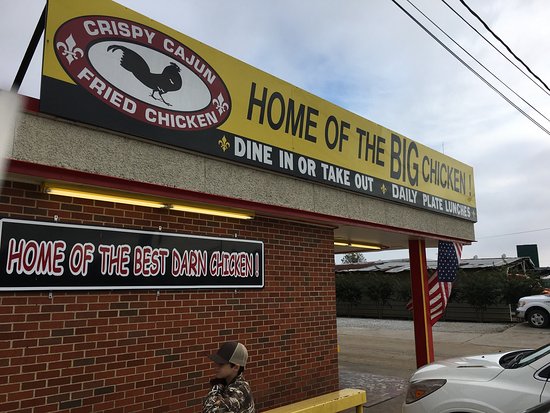 CRISPY CAJUN
FRIED CHICKEN
HOME OF THE BIG CHICKEN!
DINE IN OR TAKE OUT DAILY PLATE LUNCHES
HOME OF THE BEST DARN CHICKEN!